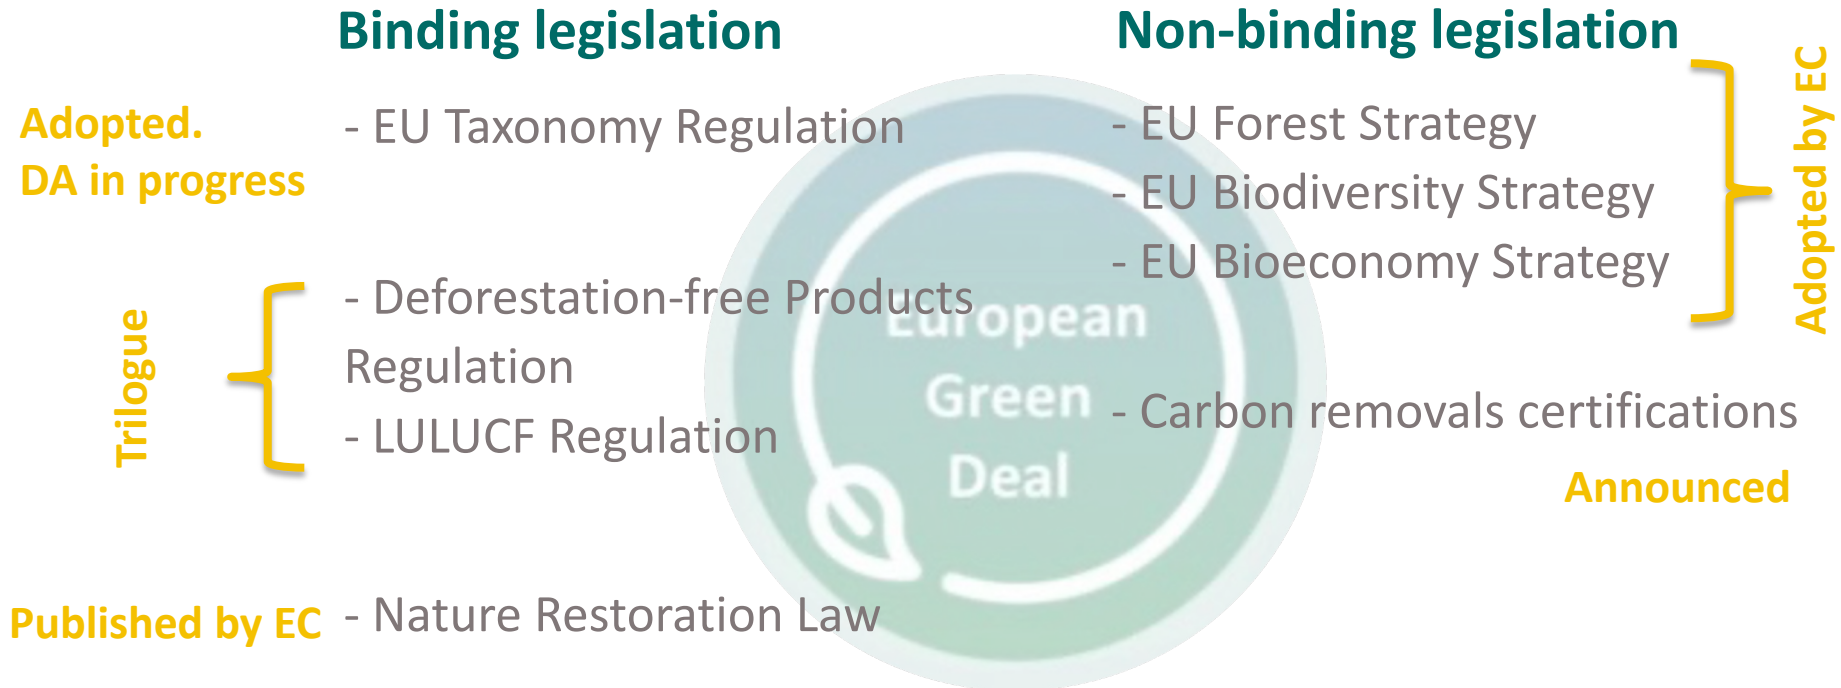 Binding legislation
Adopted.
DA in progress
- EU Taxonomy Regulation
Trilogue
- Deforestation-free Products
Regulation
- LULUCF Regulation
Published by EC
- Nature Restoration Law
Non-binding legislation
- EU Forest Strategy
- EU Biodiversity Strategy
- EU Bioeconomy Strategy
Adopted by EC
- Carbon removals certifications
Announced
European
Green
Deal